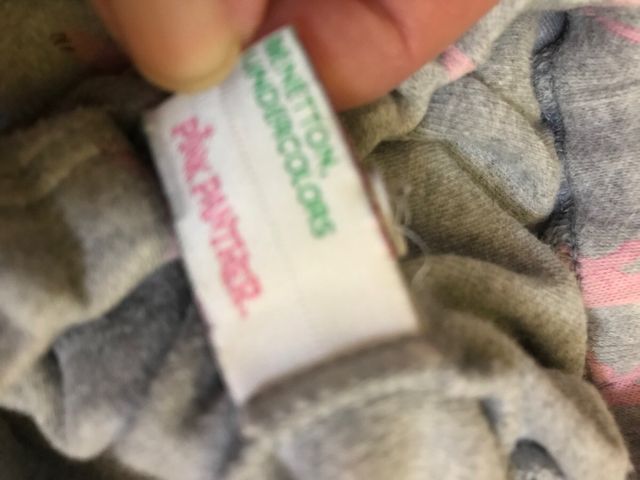 BENETTON,
UNDERCOLORS
PINK PANTHER.